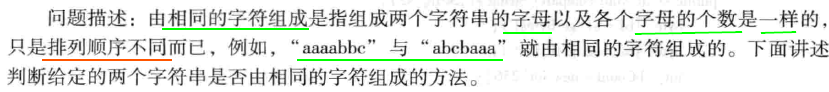 问题描述：由相同的字符组成是指组成两个字符串的字母以及各个字母的个数是一样的，
只是排列顺序不同而已，例如，“aaaabbc”与“abcbaaa”就由相同的字符组成的。下面讲述
判断给定的两个字符串是否由相同的字符组成的方法。